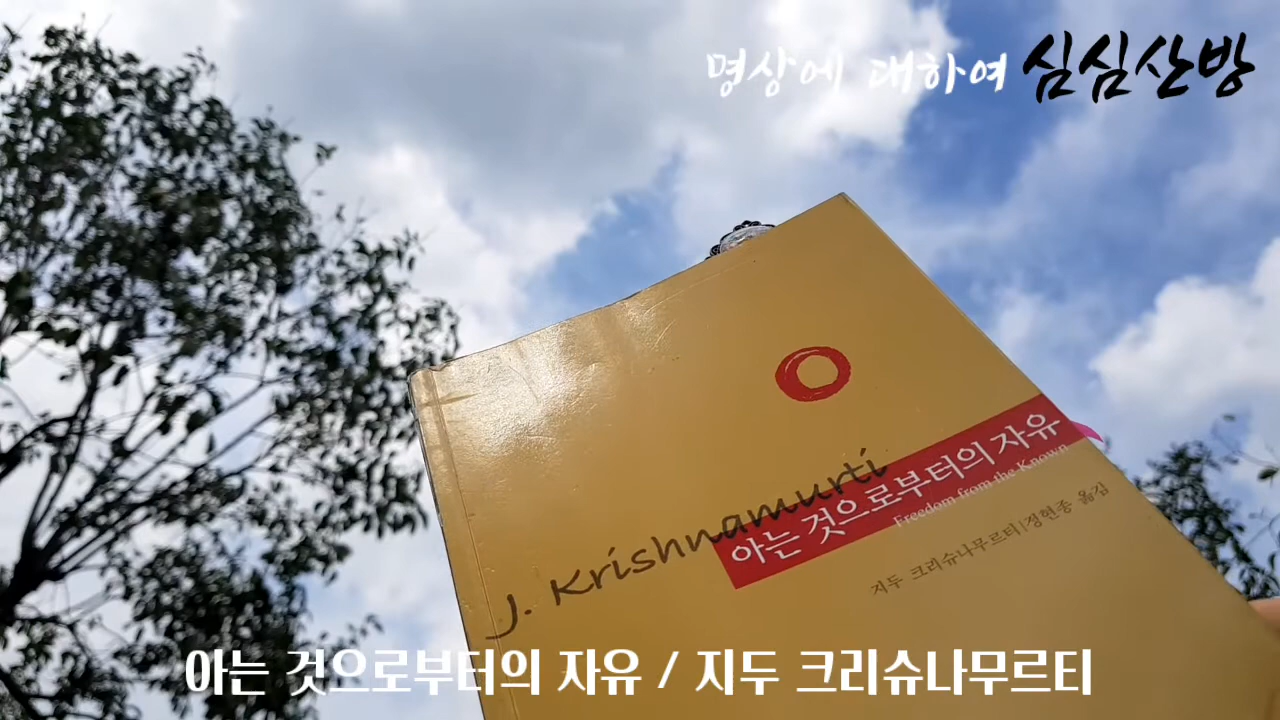 명상에 대하여 심심산방
J. Krishnamurti
아는 것으로부터의 자유
Freedom from the Known
지두 크리슈나무르티|정현종 옮김
아는 것으로부터의 자유 / 지두 크리슈나무르티